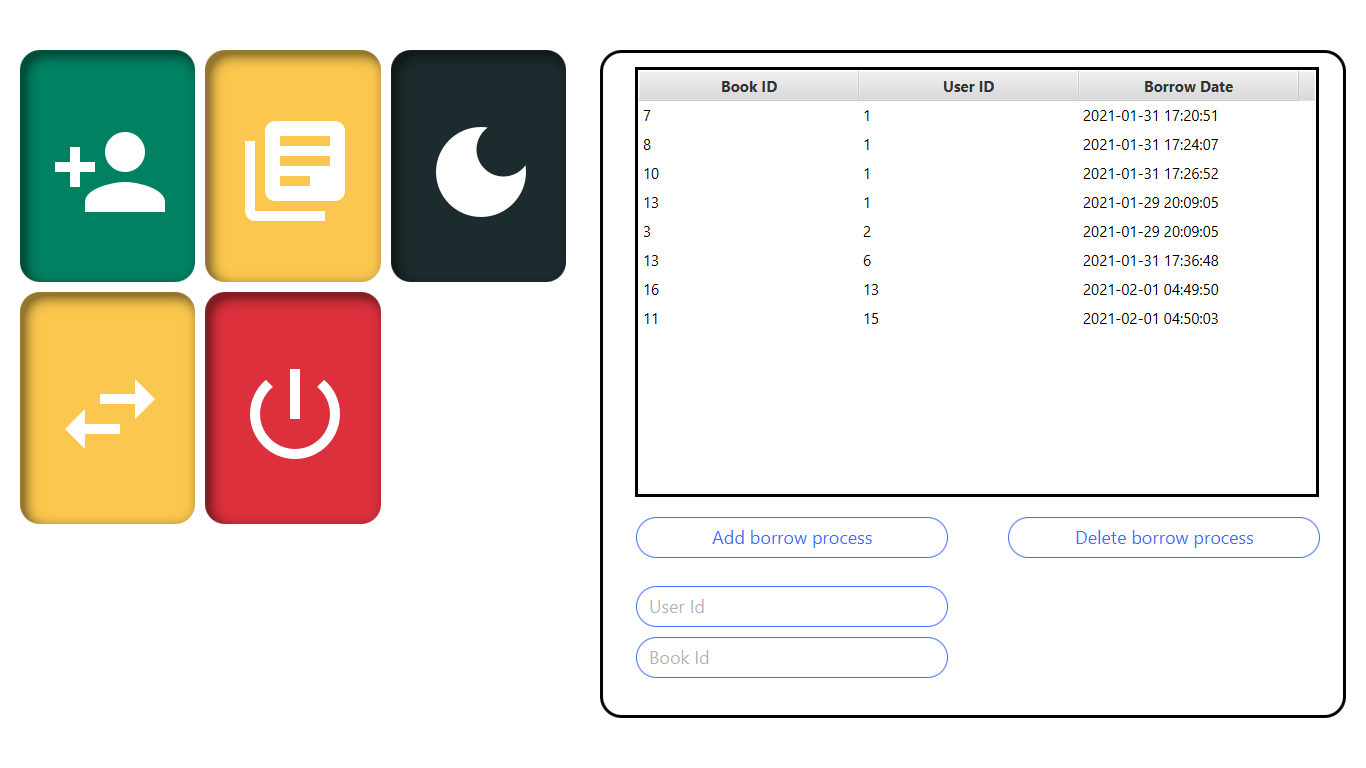 Book ID User ID Borrow Date
7 1 2021-01-31 17:20:51
8 1 2021-01-31 17:24:07
10 1 2021-01-31 17:26:52
13 1 2021-01-29 20:09:05
3 2 2021-01-29 20:09:05
13 6 2021-01-31 17:36:48
16 13 2021-02-01 04:49:50
11 15 2021-02-01 04:50:03
Add borrow process Delete borrow process
User Id
Book Id